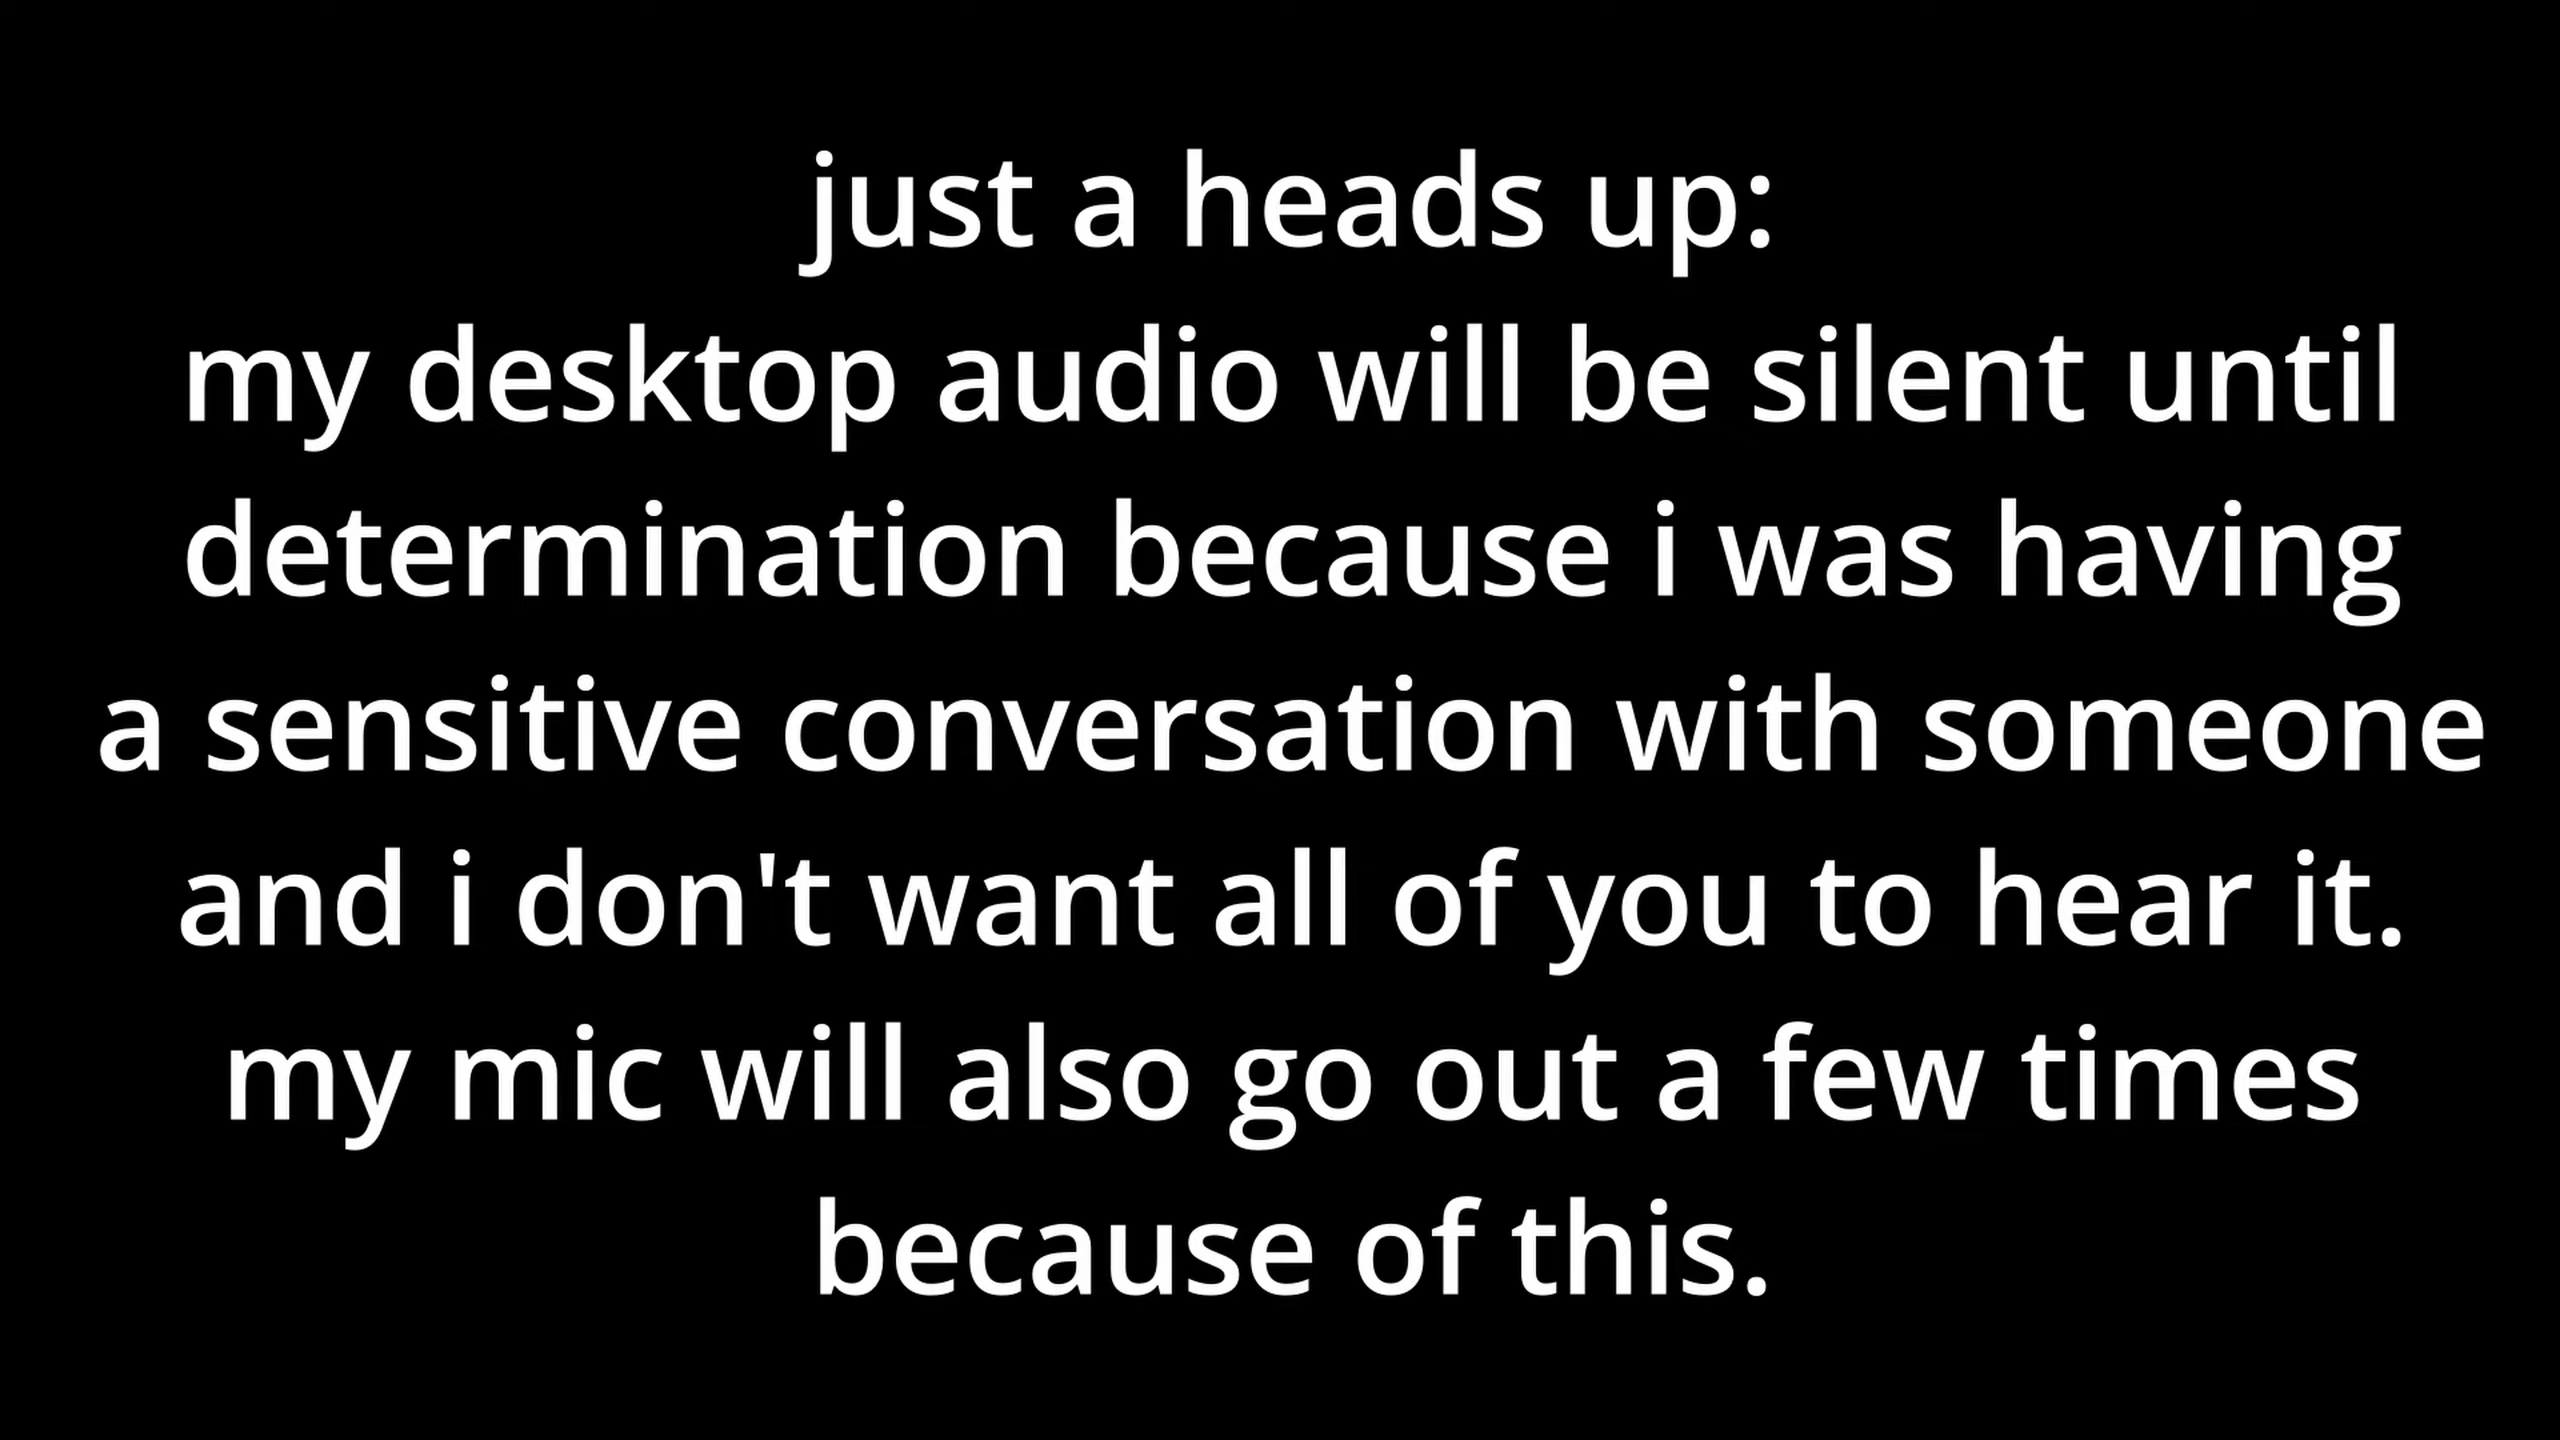 just a heads up:
my desktop audio will be silent until
determination because i was having
a sensitive conversation with someone
and i don't want all of you to hear it.
my mic will also go out a few times
because of this.